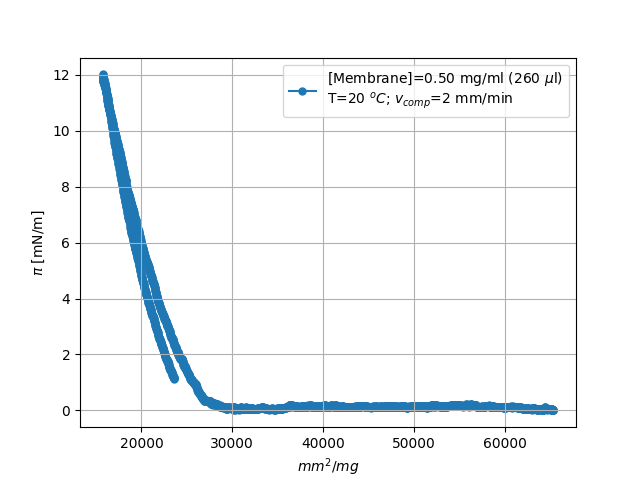 [Membrane]=0.50 mg/ml (260 μl)
T=20 °C; v_comp=2 mm/min
12
10
8
6
4
2
0
π [mN/m]
20000 30000 40000 50000 60000
mm²/mg